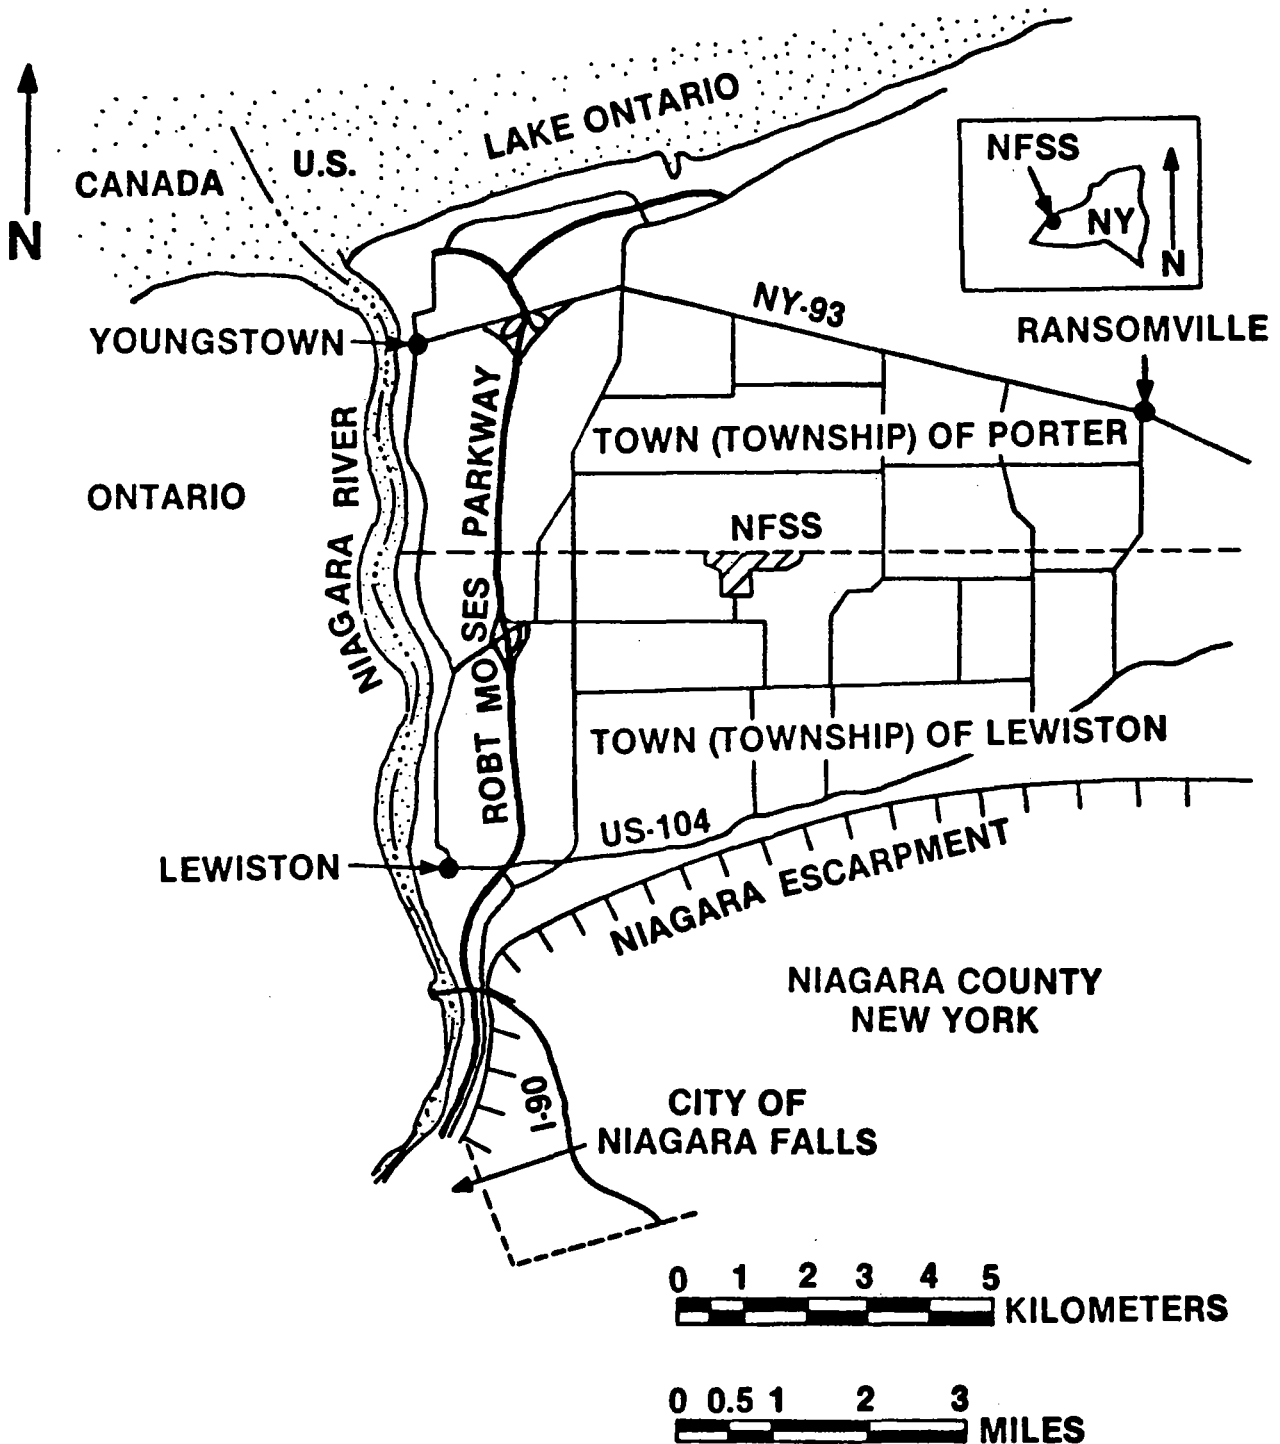 LAKE ONTARIO
U.S.
CANADA
N
NFSS
NY
N
NY-93
YOUNGSTOWN
RANSOMVILLE
TOWN (TOWNSHIP) OF PORTER
NIAGARA RIVER
ROBT MOSES PARKWAY
ONTARIO
NFSS
TOWN (TOWNSHIP) OF LEWISTON
US-104
LEWISTON
NIAGARA ESCARPMENT
NIAGARA COUNTY
NEW YORK
I-90
CITY OF
NIAGARA FALLS
0 1 2 3 4 5
KILOMETERS
0 0.5 1 2 3
MILES